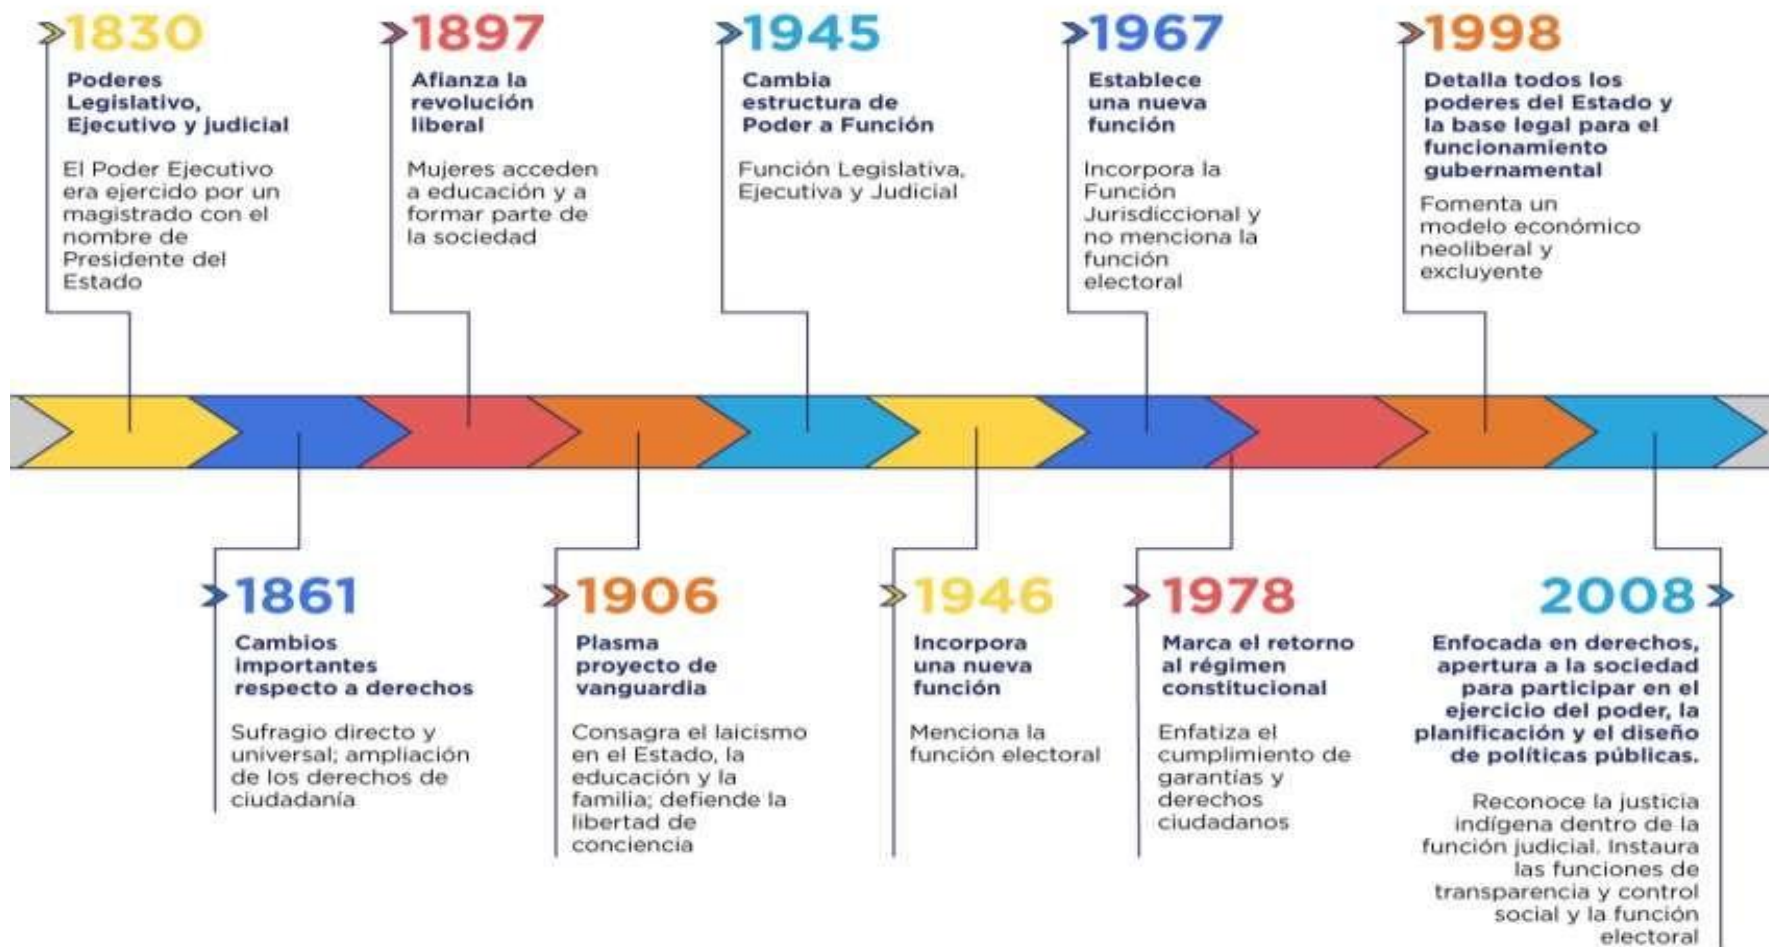 1830
Poderes
Legislativo,
Ejecutivo y judicial
El Poder Ejecutivo
era ejercido por un
magistrado con el
nombre de
Presidente del
Estado
1897
Afianza la
revolución
liberal
Mujeres acceden
a educación y a
formar parte de
la sociedad
1945
Cambia
estructura de
Poder a Función
Función Legislativa,
Ejecutiva y Judicial
1967
Establece
una nueva
función
Incorpora la
Función
Jurisdiccional y
no menciona la
función
electoral
1998
Detalla todos los
poderes del Estado y
la base legal para el
funcionamiento
gubernamental
Fomenta un
modelo económico
neoliberal y
excluyente
1861
Cambios
importantes
respecto a derechos
Sufragio directo y
universal; ampliación
de los derechos de
ciudadanía
1906
Plasma
proyecto de
vanguardia
Consagra el laicismo
en el Estado, la
educación y la
familia; defiende la
libertad de
conciencia
1946
Incorpora
una nueva
función
Menciona la
función electoral
1978
Marca el retorno
al régimen
constitucional
Enfatiza el
cumplimiento de
garantías y
derechos
ciudadanos
2008
Enfocada en derechos,
apertura a la sociedad
para participar en el
ejercicio del poder, la
planificación y el diseño
de políticas públicas.
Reconoce la justicia
indígena dentro de la
función judicial. Instaura
las funciones de
transparencia y control
social y la función
electoral